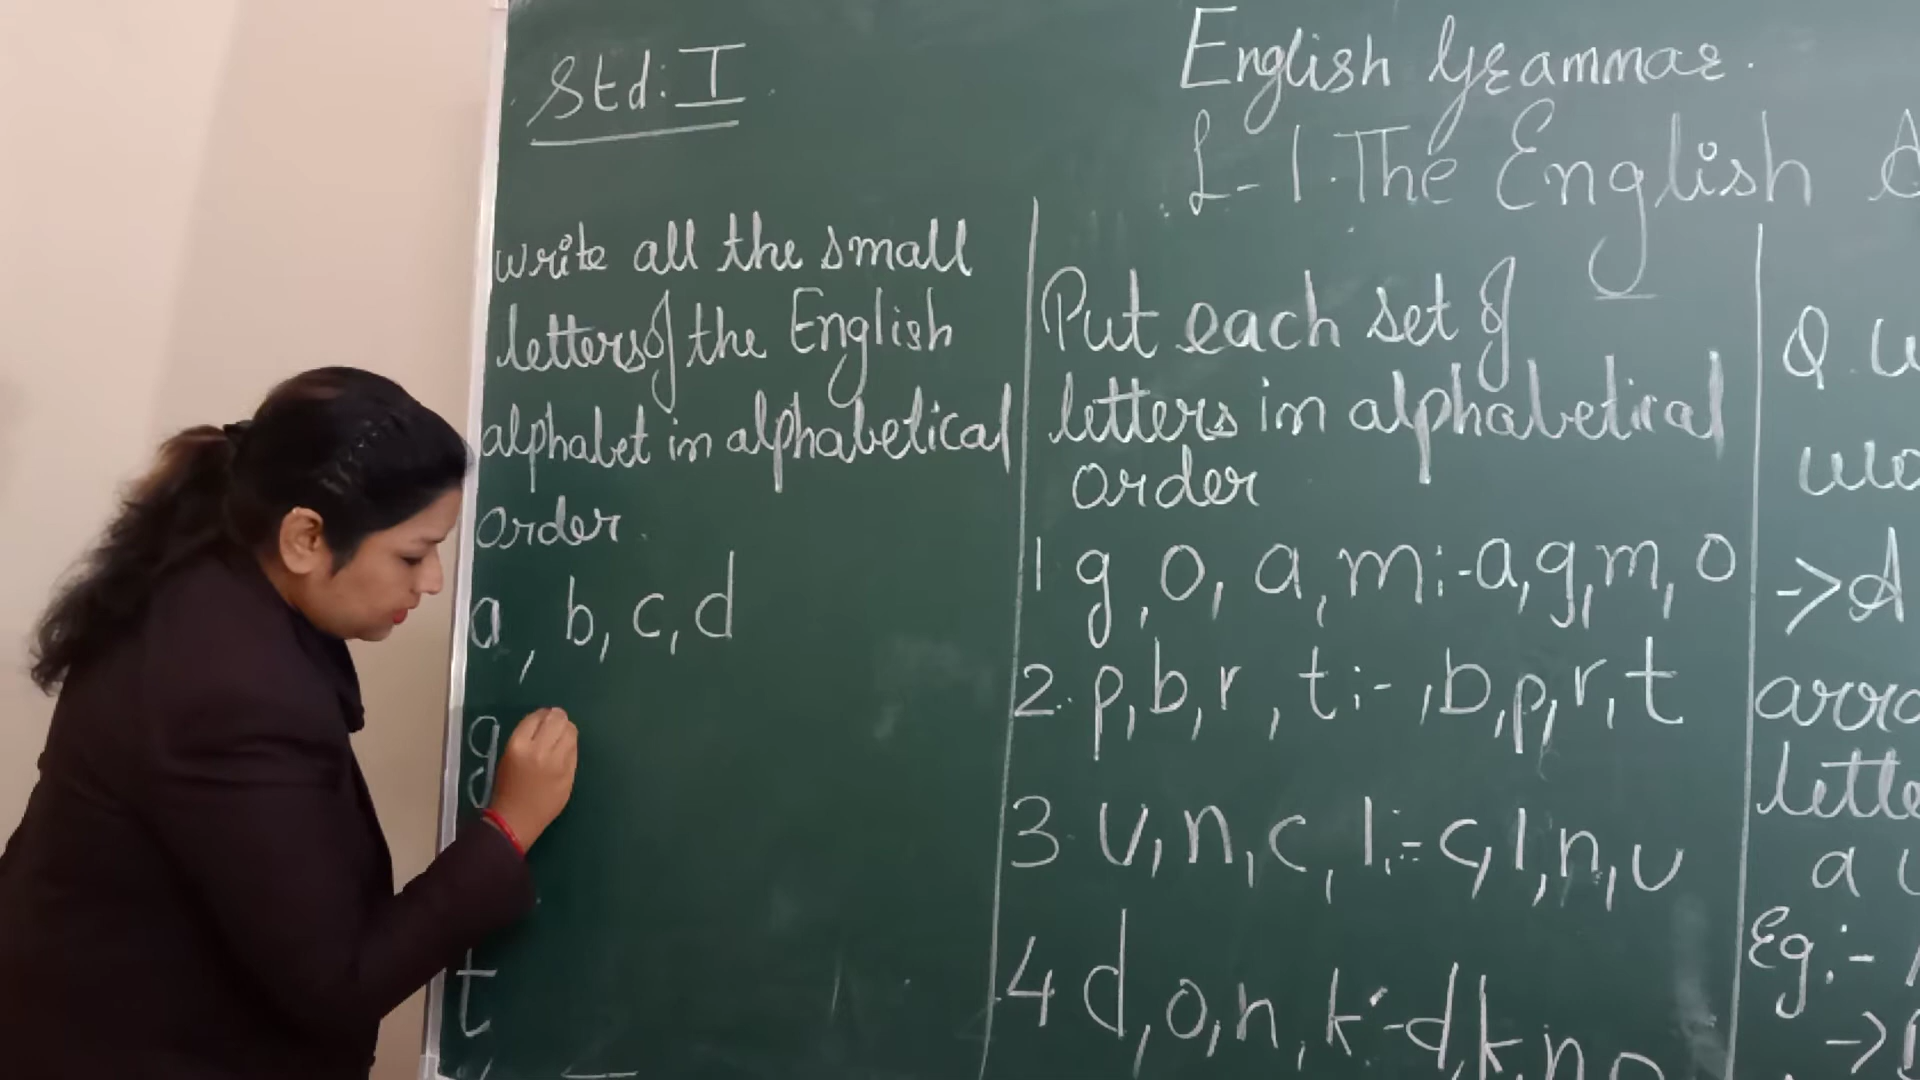 Std: I
English Grammar.
L-1. The English
write all the small
letters of the English
alphabet in alphabetical
order.
a, b, c, d
g
t
Put each set of
letters in alphabetical
order
1 g, o, a, m :- a, g, m, o
2. p, b, r, t :- , b, p, r, t
3. u, n, c, l :- c, l, n, u
4 d, o, n, k :- d, k, n, o
Q.
-> A
a
Eg :-
->